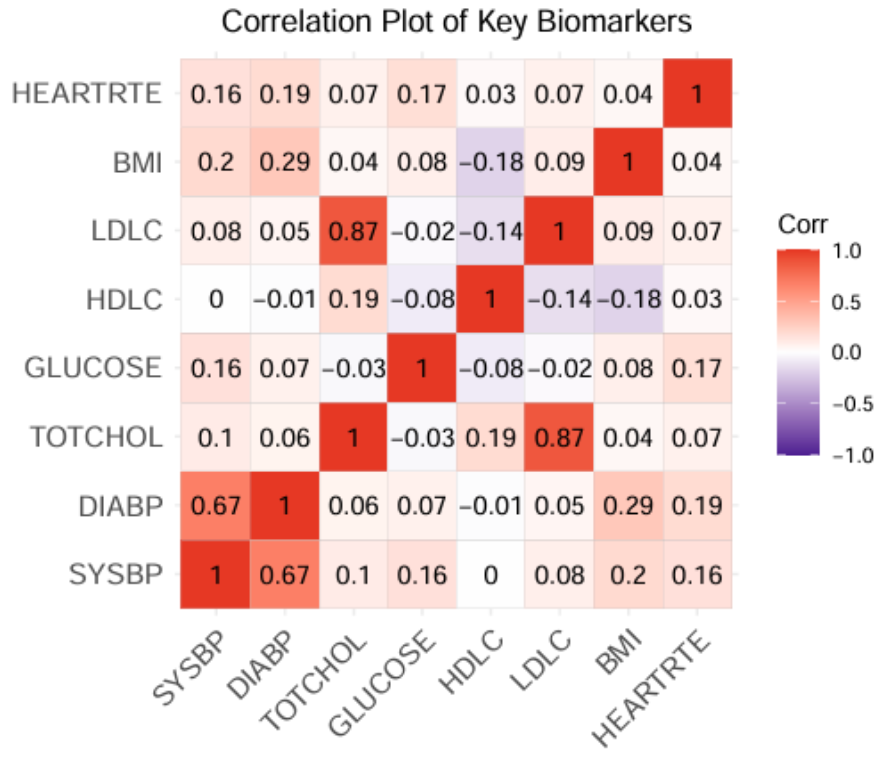 Correlation Plot of Key Biomarkers
HEARTRTE 0.16 0.19 0.07 0.17 0.03 0.07 0.04 1
BMI 0.2 0.29 0.04 0.08 −0.18 0.09 1 0.04
LDLC 0.08 0.05 0.87 −0.02 −0.14 1 0.09 0.07
HDLC 0 −0.01 0.19 −0.08 1 −0.14 −0.18 0.03
GLUCOSE 0.16 0.07 −0.03 1 −0.08 −0.02 0.08 0.17
TOTCHOL 0.1 0.06 1 −0.03 0.19 0.87 0.04 0.07
DIABP 0.67 1 0.06 0.07 −0.01 0.05 0.29 0.19
SYSBP 1 0.67 0.1 0.16 0 0.08 0.2 0.16
SYSBP DIABP TOTCHOL GLUCOSE HDLC LDLC BMI HEARTRTE
Corr
1.0
0.5
0.0
−0.5
−1.0